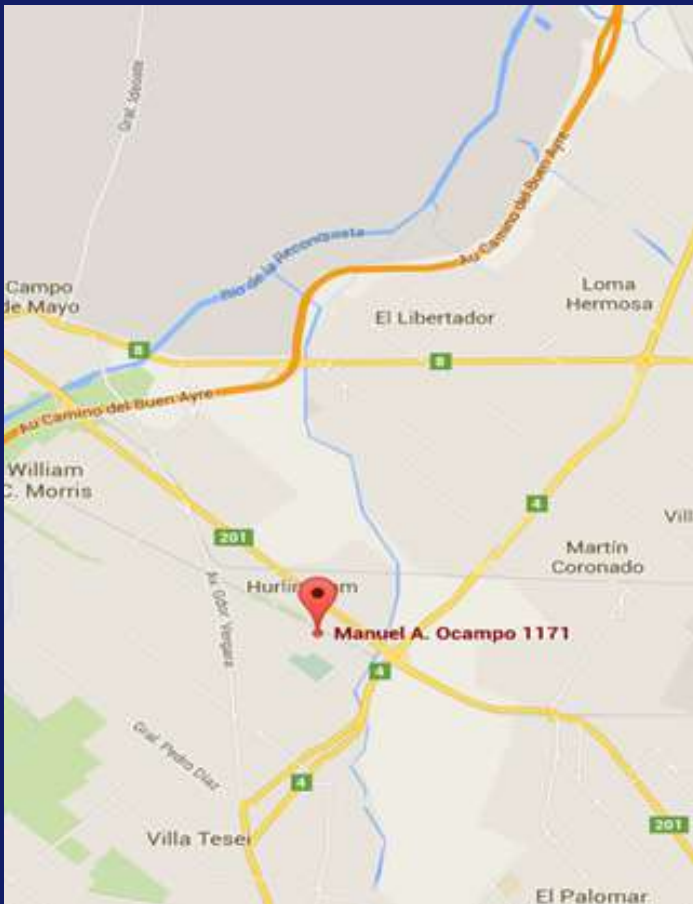 Gral. Ideoate
Au Camino del Buen Ayre
Río de la Reconquista
Campo
de Mayo
Loma
Hermosa
El Libertador
8
8
Au Camino del Buen Ayre
William
C. Morris
4
201
Martín
Coronado
Av. Gdor. Vergara
Manuel A. Ocampo 1171
4
Gral. Pedro Díaz
4
Villa Tesei
201
El Palomar